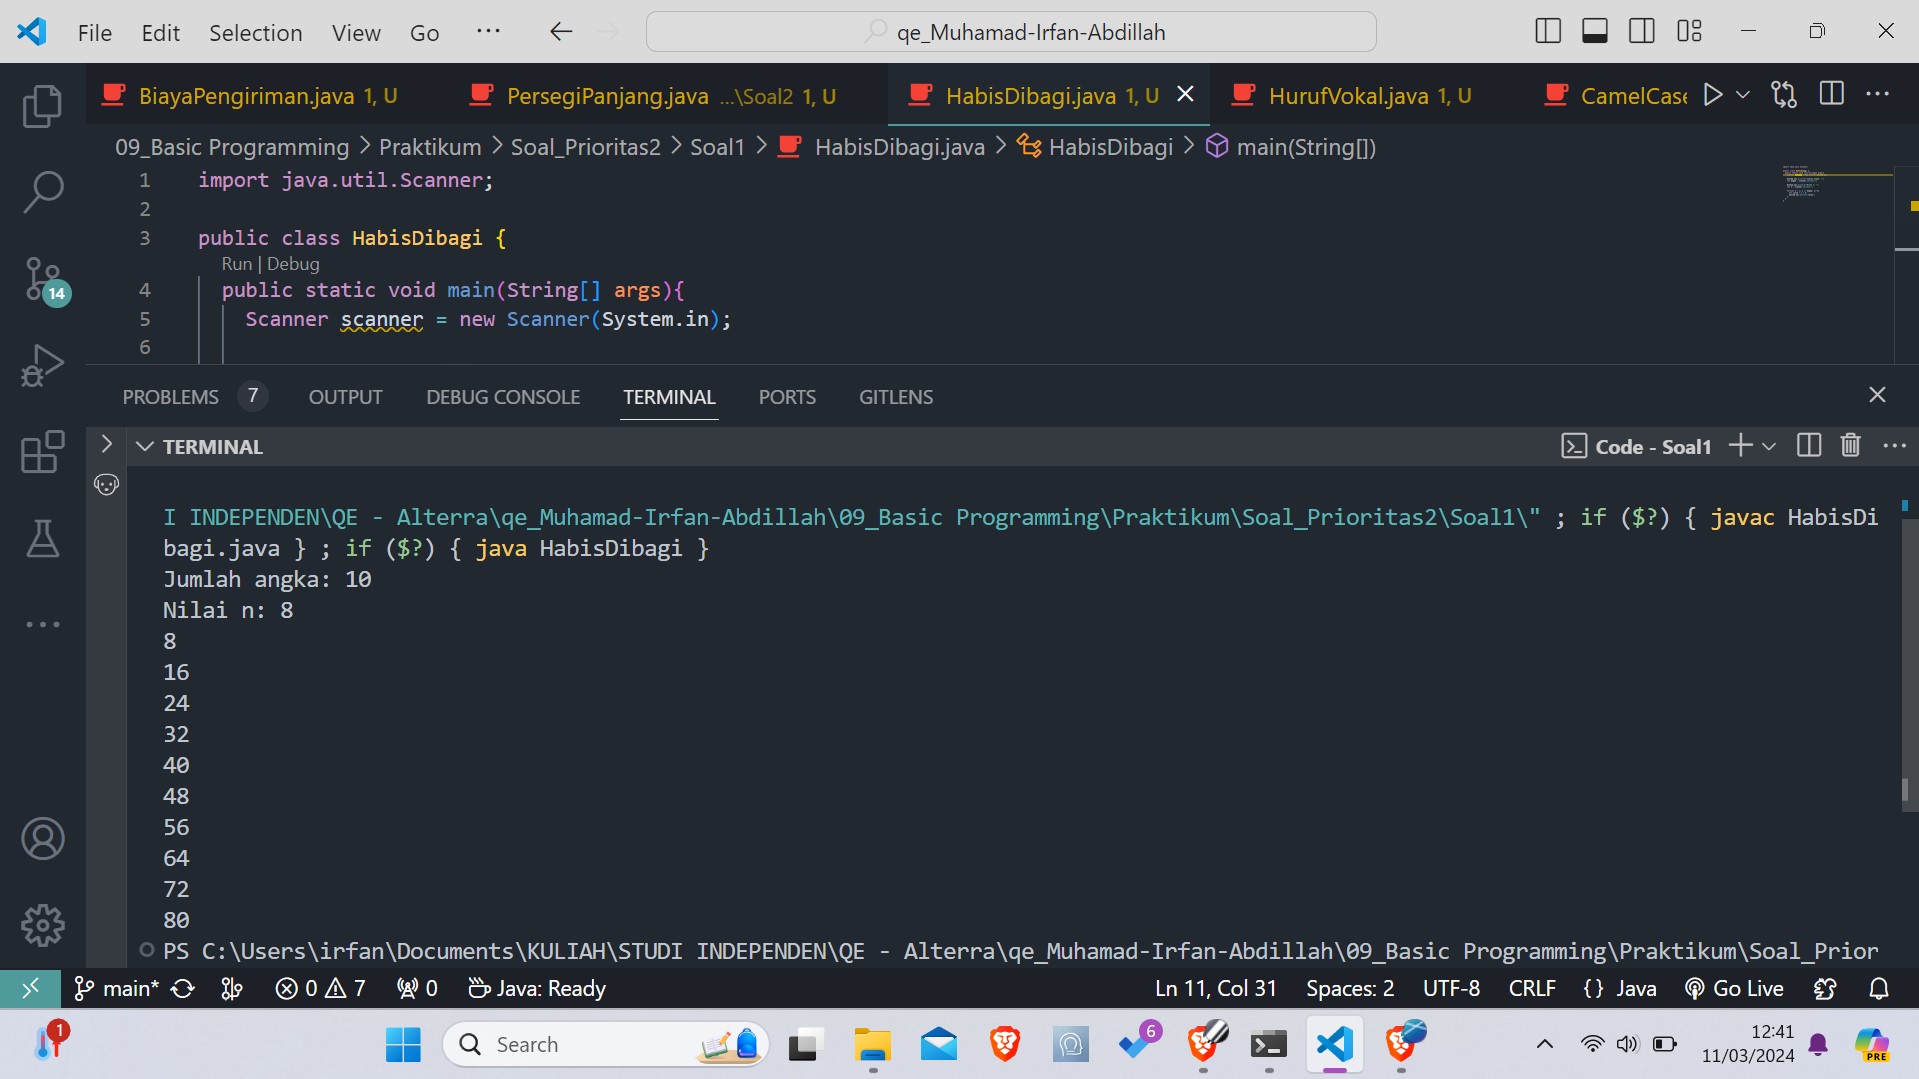 File Edit Selection View Go ··· qe_Muhamad-Irfan-Abdillah
BiayaPengiriman.java 1, U PersegiPanjang.java ...\Soal2 1, U HabisDibagi.java 1, U HurufVokal.java 1, U CamelCase
09_Basic Programming > Praktikum > Soal_Prioritas2 > Soal1 > HabisDibagi.java > HabisDibagi > main(String[])
1 import java.util.Scanner;
2
3 public class HabisDibagi {
Run | Debug
4 public static void main(String[] args){
5 Scanner scanner = new Scanner(System.in);
6
14
PROBLEMS 7 OUTPUT DEBUG CONSOLE TERMINAL PORTS GITLENS
TERMINAL Code - Soal1
I INDEPENDEN\QE - Alterra\qe_Muhamad-Irfan-Abdillah\09_Basic Programming\Praktikum\Soal_Prioritas2\Soal1\" ; if ($?) { javac HabisDi
bagi.java } ; if ($?) { java HabisDibagi }
Jumlah angka: 10
Nilai n: 8
8
16
24
32
40
48
56
64
72
80
PS C:\Users\irfan\Documents\KULIAH\STUDI INDEPENDEN\QE - Alterra\qe_Muhamad-Irfan-Abdillah\09_Basic Programming\Praktikum\Soal_Prior
main* 0 7 0 Java: Ready Ln 11, Col 31 Spaces: 2 UTF-8 CRLF {} Java Go Live
1 Search 6 12:41 PRE
11/03/2024